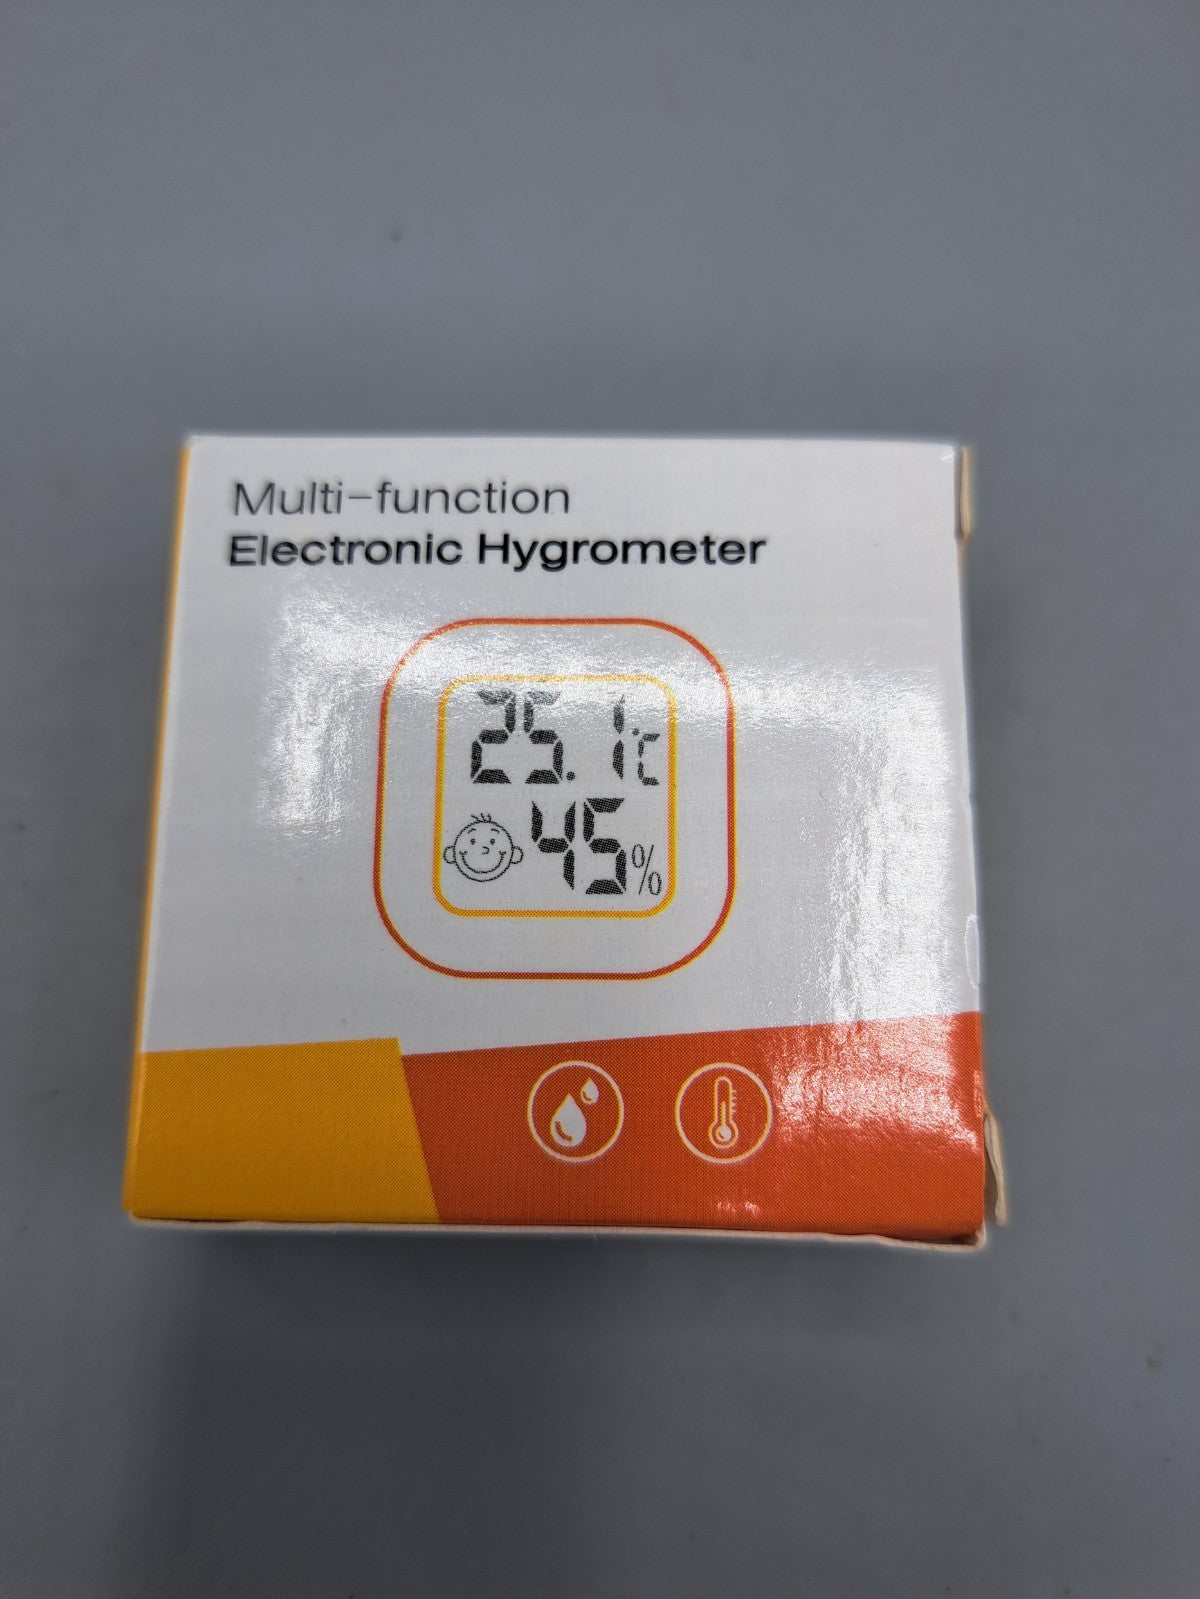 Multi-function
Electronic Hygrometer
25.1°C
45%